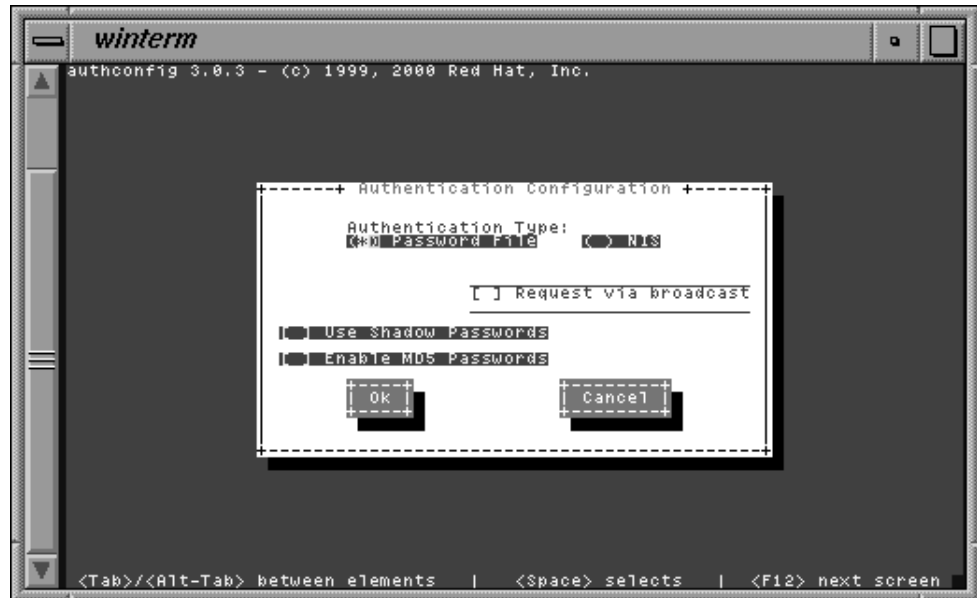 winterm
authconfig 3.0.3 - (c) 1999, 2000 Red Hat, Inc.
Authentication Configuration
Authentication Type:
(*) Password File ( ) NIS
[ ] Request via broadcast
[ ] Use Shadow Passwords
[ ] Enable MD5 Passwords
Ok Cancel
<Tab>/<Alt-Tab> between elements | <Space> selects | <F12> next screen